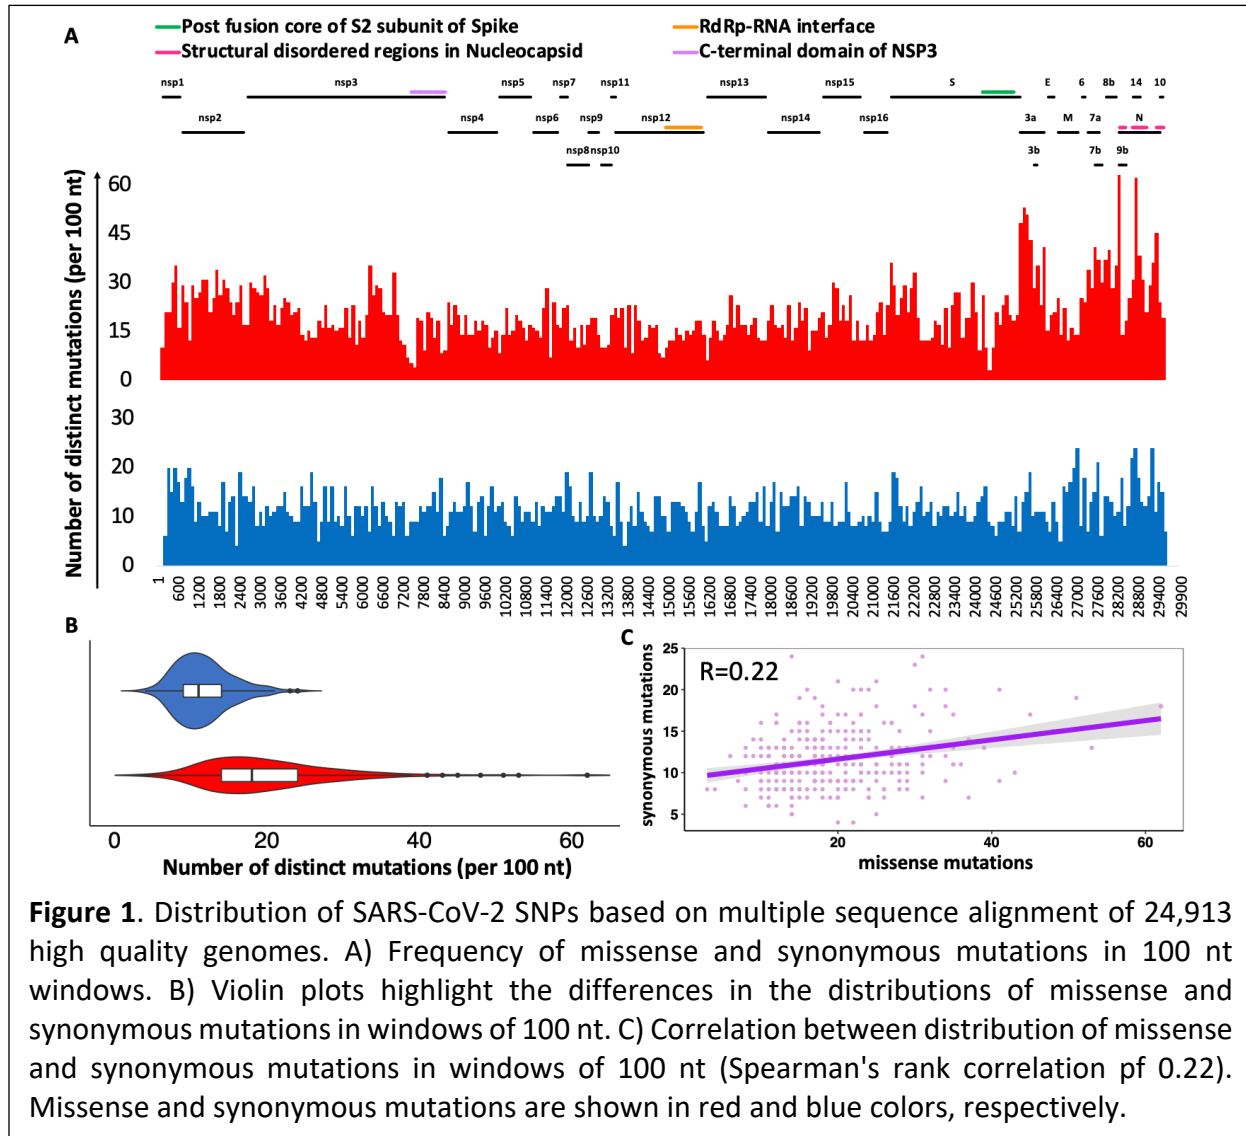 A
Post fusion core of S2 subunit of Spike
RdRp-RNA interface
Structural disordered regions in Nucleocapsid
C-terminal domain of NSP3
nsp1 nsp3 nsp5 nsp7 nsp11 nsp13 nsp15 S E 6 8b 14 10
nsp2 nsp4 nsp6 nsp9 nsp12 nsp14 nsp16 3a M 7a N
nsp8 nsp10 3b 7b 9b
Number of distinct mutations (per 100 nt)
60
45
30
15
0
30
20
10
0
1 600 1200 1800 2400 3000 3600 4200 4800 5400 6000 6600 7200 7800 8400 9000 9600 10200 10800 11400 12000 12600 13200 13800 14400 15000 15600 16200 16800 17400 18000 18600 19200 19800 20400 21000 21600 22200 22800 23400 24000 24600 25200 25800 26400 27000 27600 28200 28800 29400 29900
B
0 20 40 60
Number of distinct mutations (per 100 nt)
C
R=0.22
synonymous mutations
25
20
15
10
5
20 40 60
missense mutations
Figure 1. Distribution of SARS-CoV-2 SNPs based on multiple sequence alignment of 24,913
high quality genomes. A) Frequency of missense and synonymous mutations in 100 nt
windows. B) Violin plots highlight the differences in the distributions of missense and
synonymous mutations in windows of 100 nt. C) Correlation between distribution of missense
and synonymous mutations in windows of 100 nt (Spearman's rank correlation pf 0.22).
Missense and synonymous mutations are shown in red and blue colors, respectively.